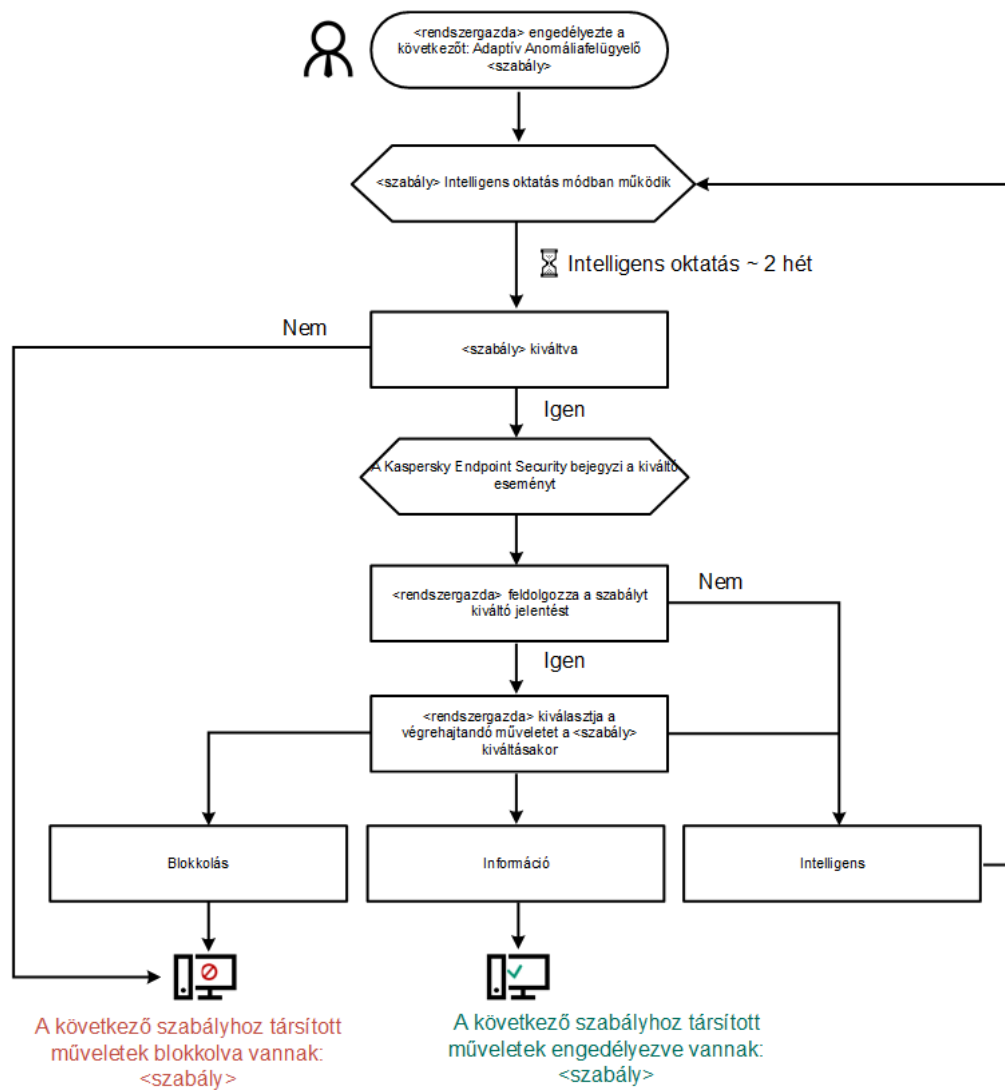 <rendszergazda> engedélyezte a
következőt: Adaptív Anomáliafelügyelő
<szabály>
<szabály> Intelligens oktatás módban működik
Intelligens oktatás ~ 2 hét
Nem
<szabály> kiváltva
Igen
A Kaspersky Endpoint Security bejegyzi a kiváltó
eseményt
<rendszergazda> feldolgozza a szabályt
kiváltó jelentést
Nem
Igen
<rendszergazda> kiválasztja a
végrehajtandó műveletet a <szabály>
kiváltásakor
Blokkolás
Információ
Intelligens
A következő szabályhoz társított
műveletek blokkolva vannak:
<szabály>
A következő szabályhoz társított
műveletek engedélyezve vannak:
<szabály>